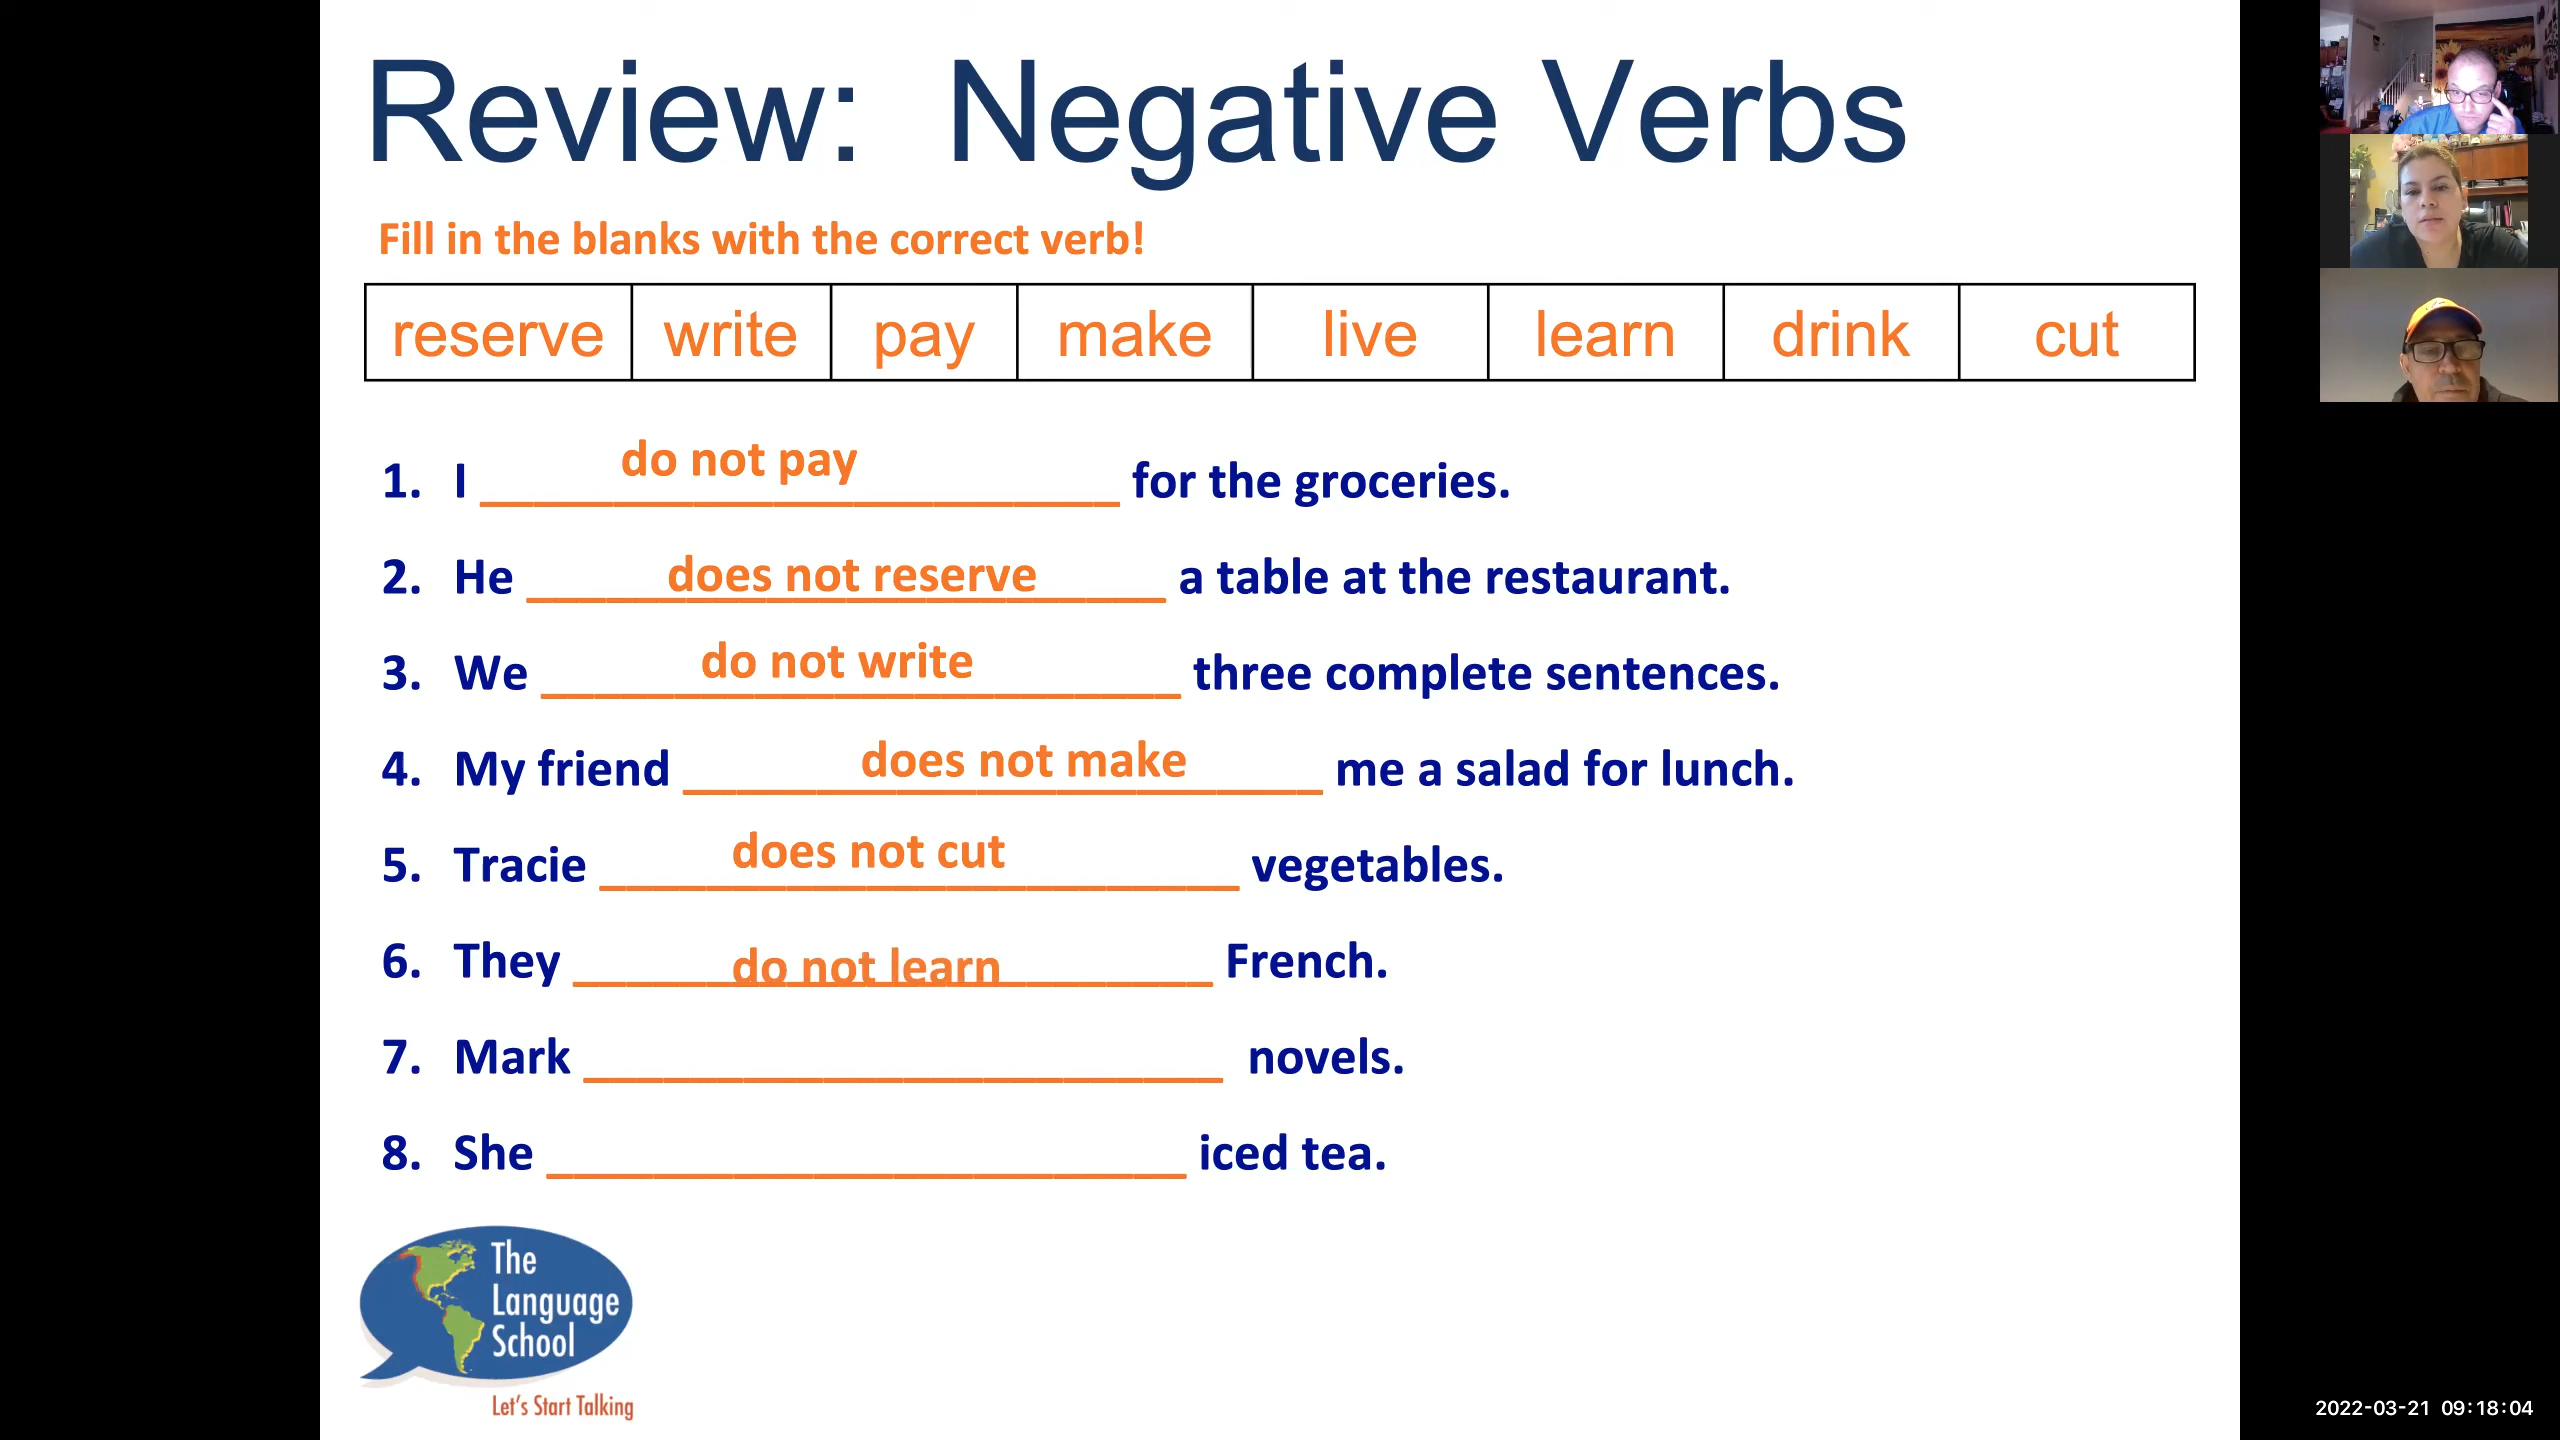 Review: Negative Verbs
Fill in the blanks with the correct verb!
reserve write pay make live learn drink cut
1. I do not pay for the groceries.
2. He does not reserve a table at the restaurant.
3. We do not write three complete sentences.
4. My friend does not make me a salad for lunch.
5. Tracie does not cut vegetables.
6. They do not learn French.
7. Mark ________________________ novels.
8. She ________________________ iced tea.
The
Language
School
Let's Start Talking
2022-03-21 09:18:04